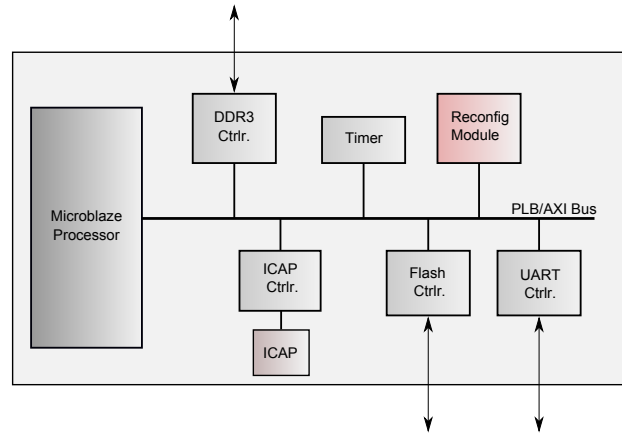 DDR3
Ctrlr.
Timer
Reconfig
Module
Microblaze
Processor
PLB/AXI Bus
ICAP
Ctrlr.
Flash
Ctrlr.
UART
Ctrlr.
ICAP